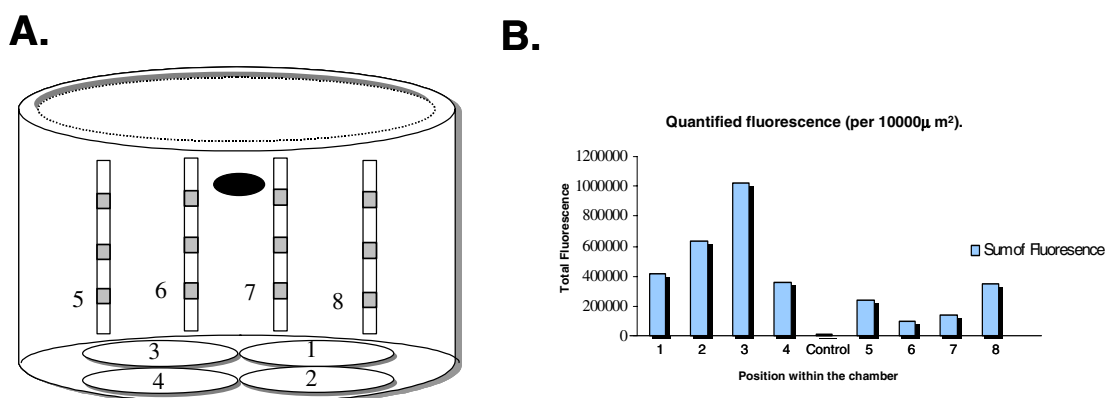 A.
5
6
7
8
3
1
4
2
B.
Quantified fluorescence (per 10000µ m²).
Total Fluorescence
1200000
1000000
800000
600000
400000
200000
0
1 2 3 4 Control 5 6 7 8
Position within the chamber
Sum of Fluoresence